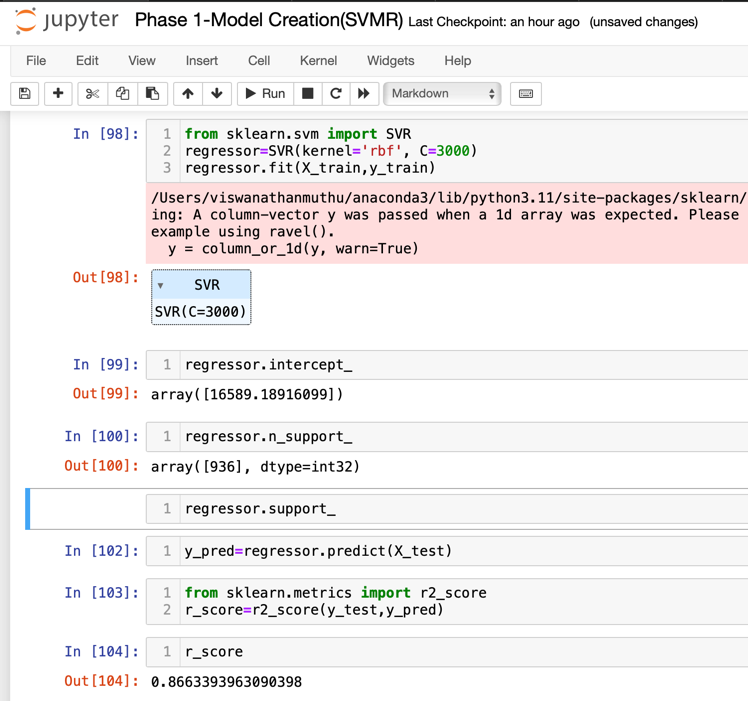 jupyter Phase 1-Model Creation(SVMR) Last Checkpoint: an hour ago (unsaved changes)
File Edit View Insert Cell Kernel Widgets Help
Run Markdown
In [98]: 1 from sklearn.svm import SVR
2 regressor=SVR(kernel='rbf', C=3000)
3 regressor.fit(X_train,y_train)
/Users/viswanathanmuthu/anaconda3/lib/python3.11/site-packages/sklearn/
ing: A column-vector y was passed when a 1d array was expected. Please
example using ravel().
y = column_or_1d(y, warn=True)
Out[98]: ▾ SVR
SVR(C=3000)
In [99]: 1 regressor.intercept_
Out[99]: array([16589.18916099])
In [100]: 1 regressor.n_support_
Out[100]: array([936], dtype=int32)
1 regressor.support_
In [102]: 1 y_pred=regressor.predict(X_test)
In [103]: 1 from sklearn.metrics import r2_score
2 r_score=r2_score(y_test,y_pred)
In [104]: 1 r_score
Out[104]: 0.8663393963090398